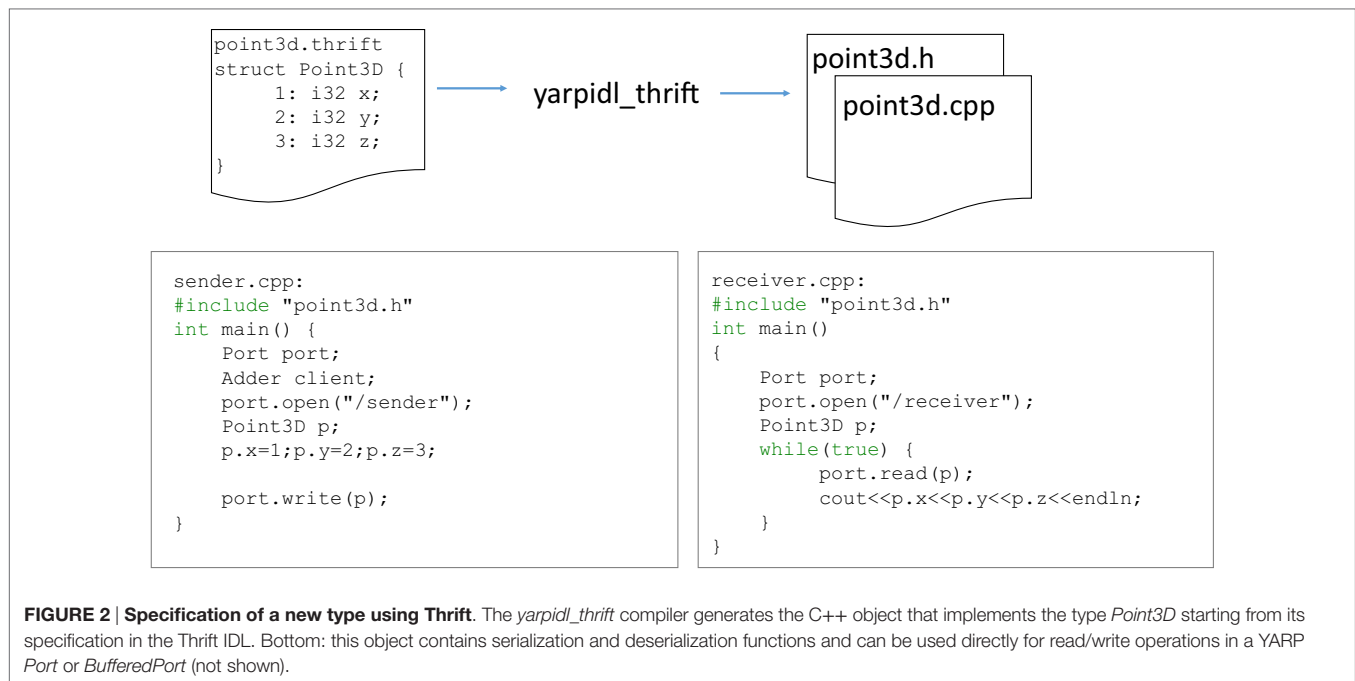 point3d.thrift
struct Point3D {
1: i32 x;
2: i32 y;
3: i32 z;
}
yarpidl_thrift
point3d.h
point3d.cpp
sender.cpp:
#include "point3d.h"
int main() {
Port port;
Adder client;
port.open("/sender");
Point3D p;
p.x=1;p.y=2;p.z=3;
port.write(p);
}
receiver.cpp:
#include "point3d.h"
int main()
{
Port port;
port.open("/receiver");
Point3D p;
while(true) {
port.read(p);
cout<<p.x<<p.y<<p.z<<endln;
}
}
FIGURE 2 | Specification of a new type using Thrift. The yarpidl_thrift compiler generates the C++ object that implements the type Point3D starting from its
specification in the Thrift IDL. Bottom: this object contains serialization and deserialization functions and can be used directly for read/write operations in a YARP
Port or BufferedPort (not shown).